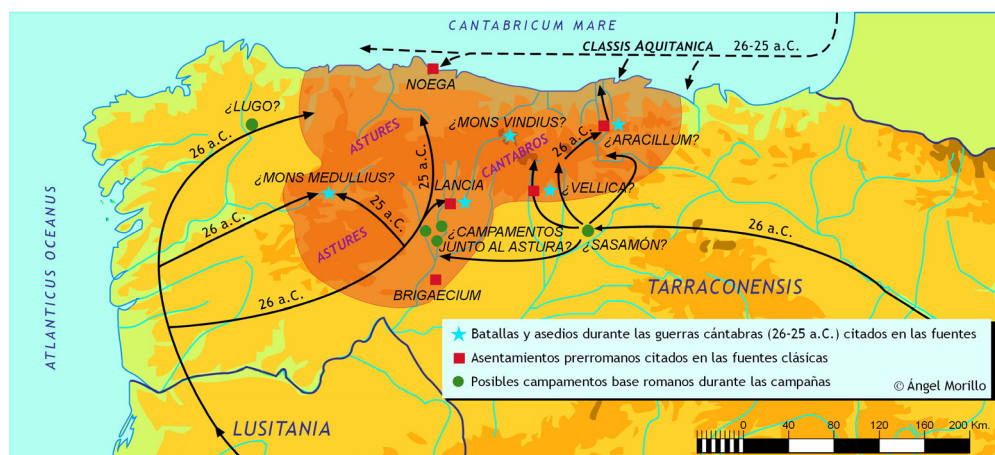 CANTABRICUM MARE
CLASSIS AQUITANICA 26-25 a.C.
NOEGA
¿LUGO?
26 a.C.
ASTURES
¿MONS VINDIUS?
26 a.C.
¿ARACILLUM?
CANTABROS
25 a.C.
¿MONS MEDULLIUS?
LANCIA
¿VELLICA?
26 a.C.
25 a.C.
ASTURES
¿CAMPAMENTOS
JUNTO AL ASTURA?
¿SASAMÓN?
26 a.C.
ATLANTICUS OCEANUS
26 a.C.
BRIGAECIUM
TARRACONENSIS
LUSITANIA
Batallas y asedios durante las guerras cántabras (26-25 a.C.) citados en las fuentes
Asentamientos prerromanos citados en las fuentes clásicas
Posibles campamentos base romanos durante las campañas
© Ángel Morillo
0 40 80 120 160 200 Km.